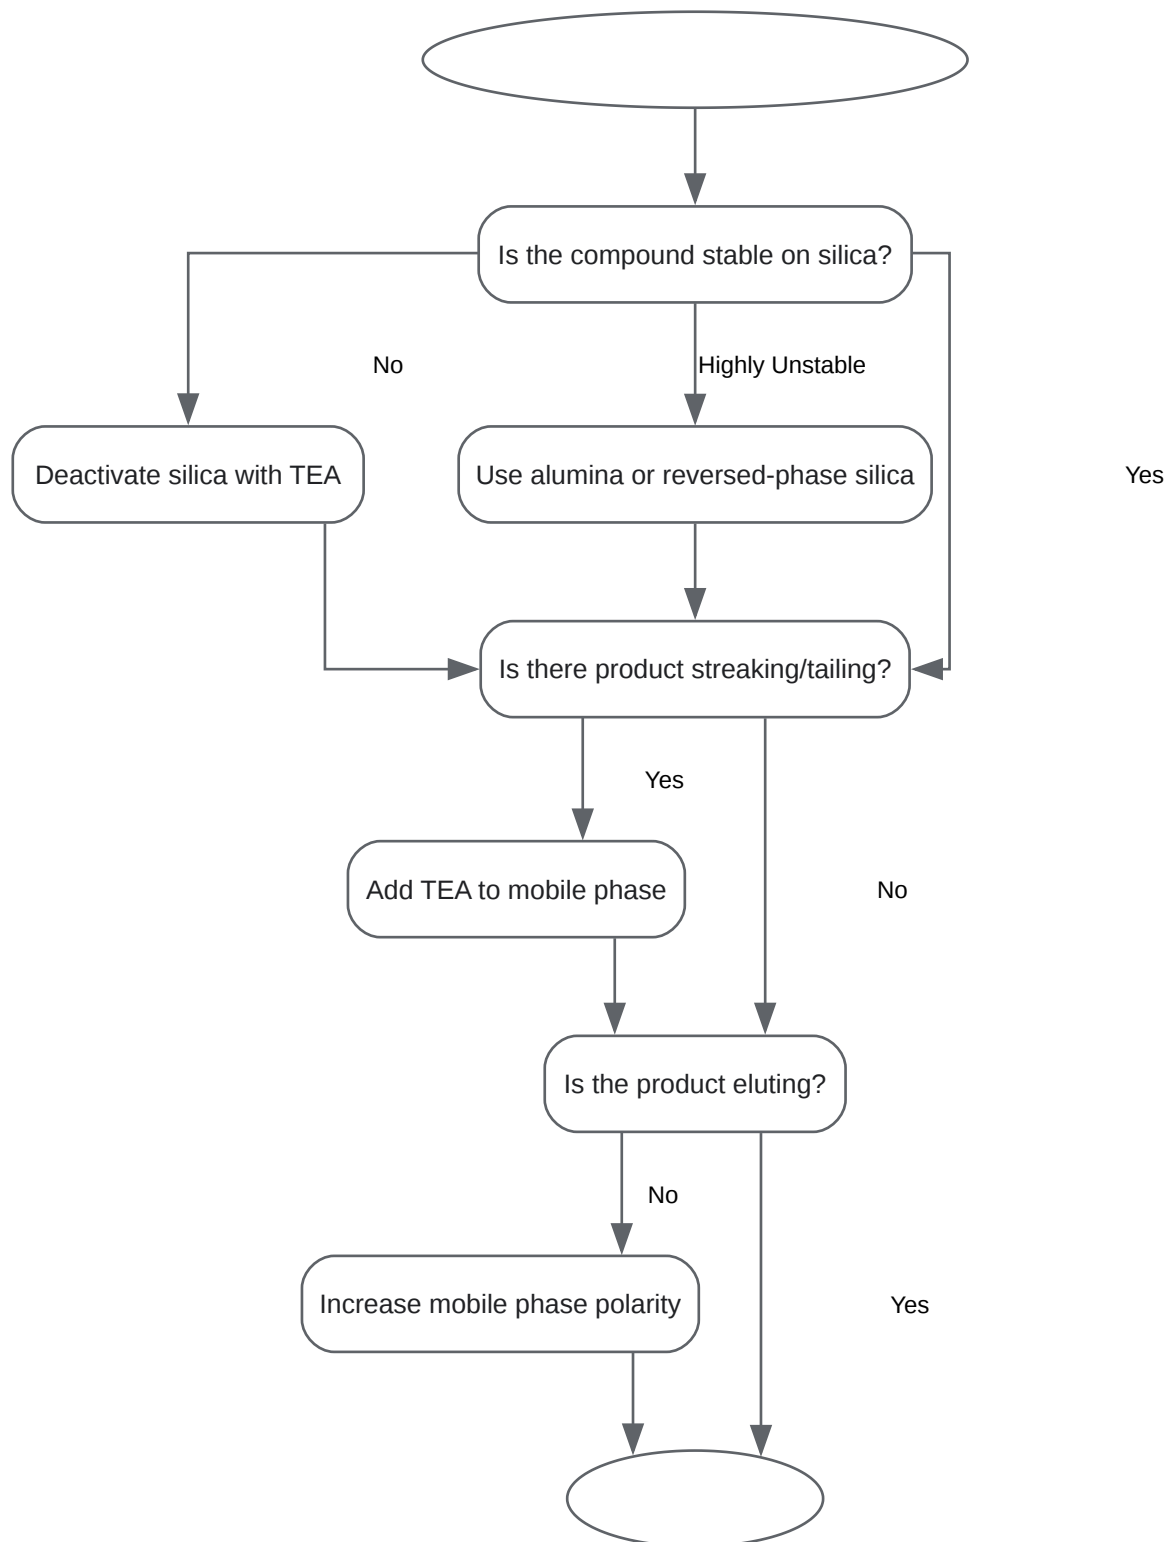 Is the compound stable on silica?
No
Highly Unstable
Deactivate silica with TEA
Use alumina or reversed-phase silica
Yes
Is there product streaking/tailing?
Yes
Add TEA to mobile phase
No
Is the product eluting?
No
Increase mobile phase polarity
Yes